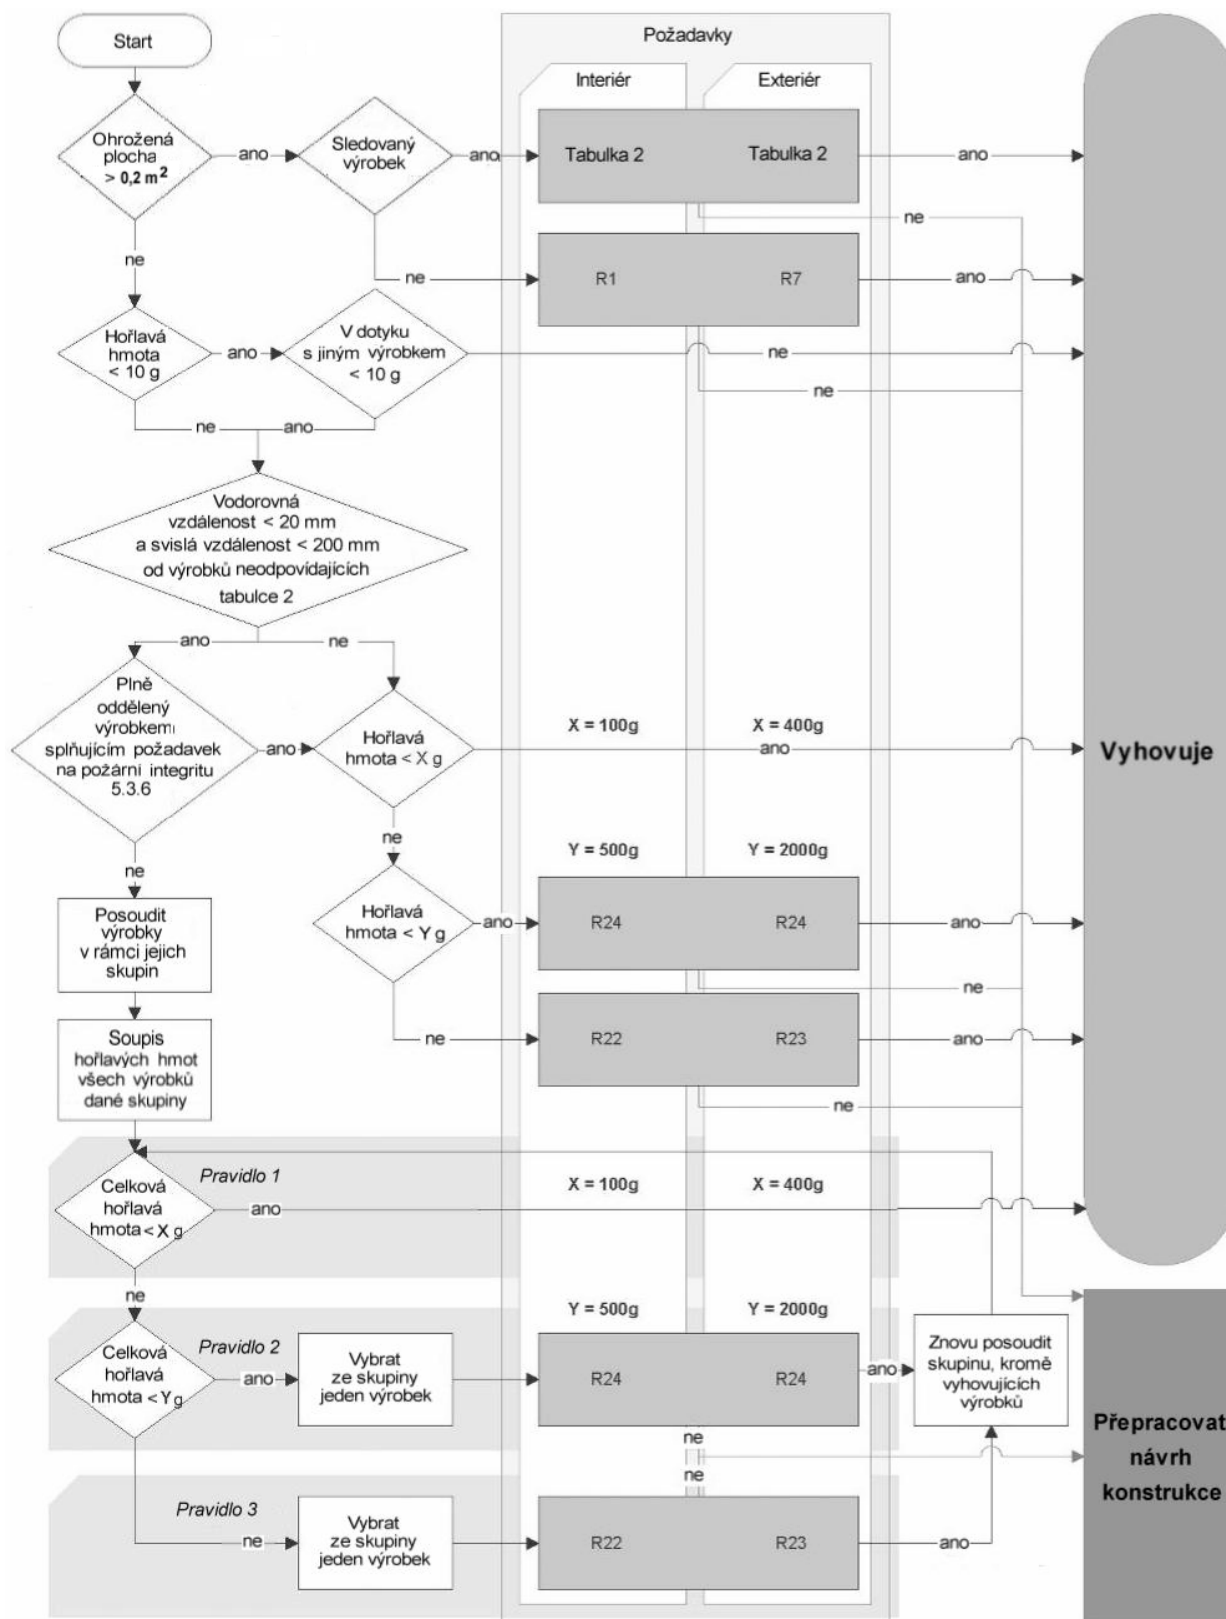 Start
Požadavky
Interiér
Exteriér
Ohrožená
plocha
> 0,2 m²
ano
Sledovaný
výrobek
ano
Tabulka 2
Tabulka 2
ano
ne
ne
ne
R1
R7
ano
Hořlavá
hmota
< 10 g
ano
V dotyku
s jiným výrobkem
< 10 g
ne
ne
ne
ano
Vodorovná
vzdálenost < 20 mm
a svislá vzdálenost < 200 mm
od výrobků neodpovídajících
tabulce 2
ano
ne
Plně
oddělený
výrobkem
splňujícím požadavek
na požární integritu
5.3.6
ano
Hořlavá
hmota < X g
X = 100g
X = 400g
ano
Vyhovuje
ne
ne
Y = 500g
Y = 2000g
Posoudit
výrobky
v rámci jejich
skupin
Hořlavá
hmota < Y g
ano
R24
R24
ano
ne
Soupis
hořlavých hmot
všech výrobků
dané skupiny
ne
R22
R23
ano
ne
Pravidlo 1
Celková
hořlavá
hmota < X g
ano
X = 100g
X = 400g
ano
ne
Y = 500g
Y = 2000g
Pravidlo 2
Celková
hořlavá
hmota < Y g
ano
Vybrat
ze skupiny
jeden výrobek
R24
R24
ano
Znovu posoudit
skupinu, kromě
vyhovujících
výrobků
ne
ne
Přepracovat
návrh
konstrukce
Pravidlo 3
ne
Vybrat
ze skupiny
jeden výrobek
R22
R23
ano